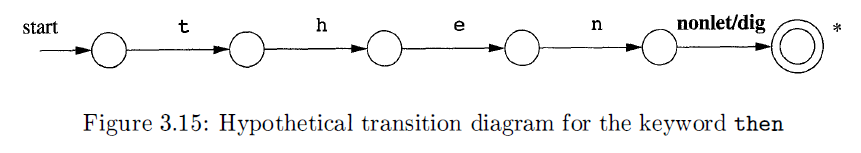 start t h e n nonlet/dig *
Figure 3.15: Hypothetical transition diagram for the keyword then